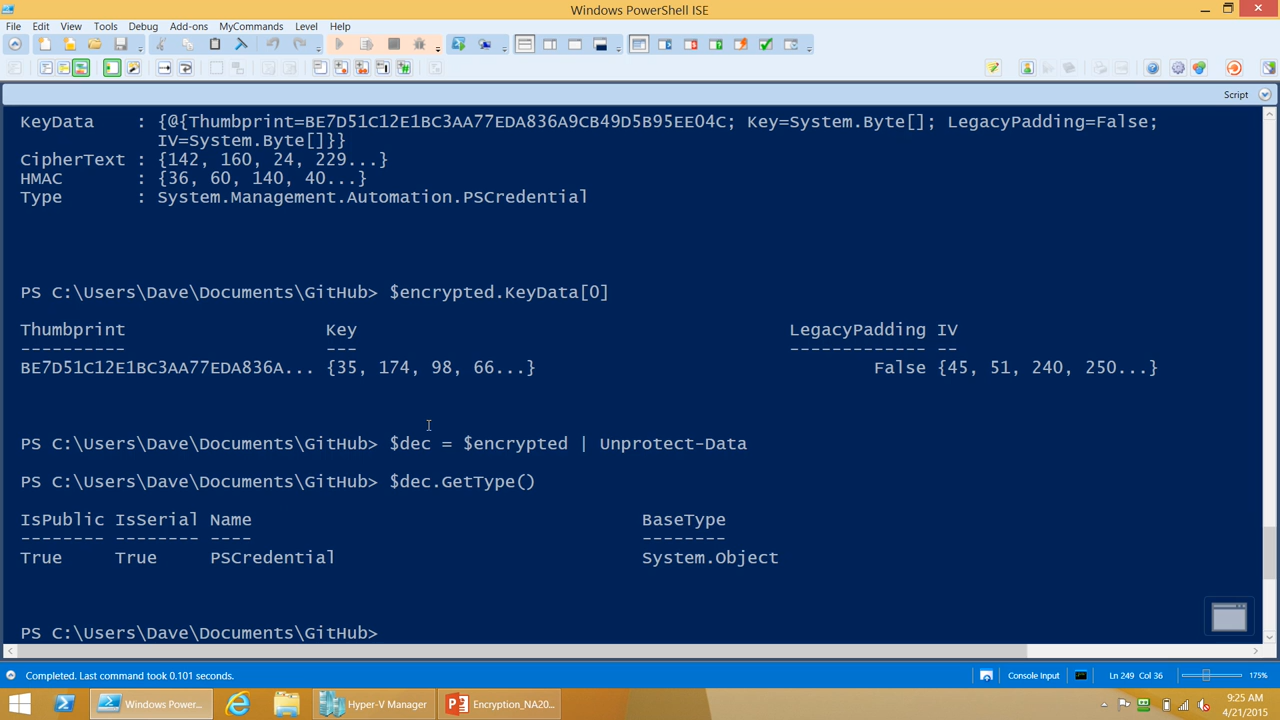 Windows PowerShell ISE
File Edit View Tools Debug Add-ons MyCommands Level Help
Script
KeyData : {@{Thumbprint=BE7D51C12E1BC3AA77EDA836A9CB49D5B95EE04C; Key=System.Byte[]; LegacyPadding=False;
IV=System.Byte[]}}
CipherText : {142, 160, 24, 229...}
HMAC : {36, 60, 140, 40...}
Type : System.Management.Automation.PSCredential
PS C:\Users\Dave\Documents\GitHub> $encrypted.KeyData[0]
Thumbprint Key LegacyPadding IV
---------- --- ------------- --
BE7D51C12E1BC3AA77EDA836A... {35, 174, 98, 66...} False {45, 51, 240, 250...}
PS C:\Users\Dave\Documents\GitHub> $dec = $encrypted | Unprotect-Data
PS C:\Users\Dave\Documents\GitHub> $dec.GetType()
IsPublic IsSerial Name BaseType
-------- -------- ---- --------
True True PSCredential System.Object
PS C:\Users\Dave\Documents\GitHub>
Completed. Last command took 0.101 seconds. Console Input Ln 249 Col 36 175%
Windows Power... Hyper-V Manager Encryption_NA20... 9:25 AM
4/21/2015